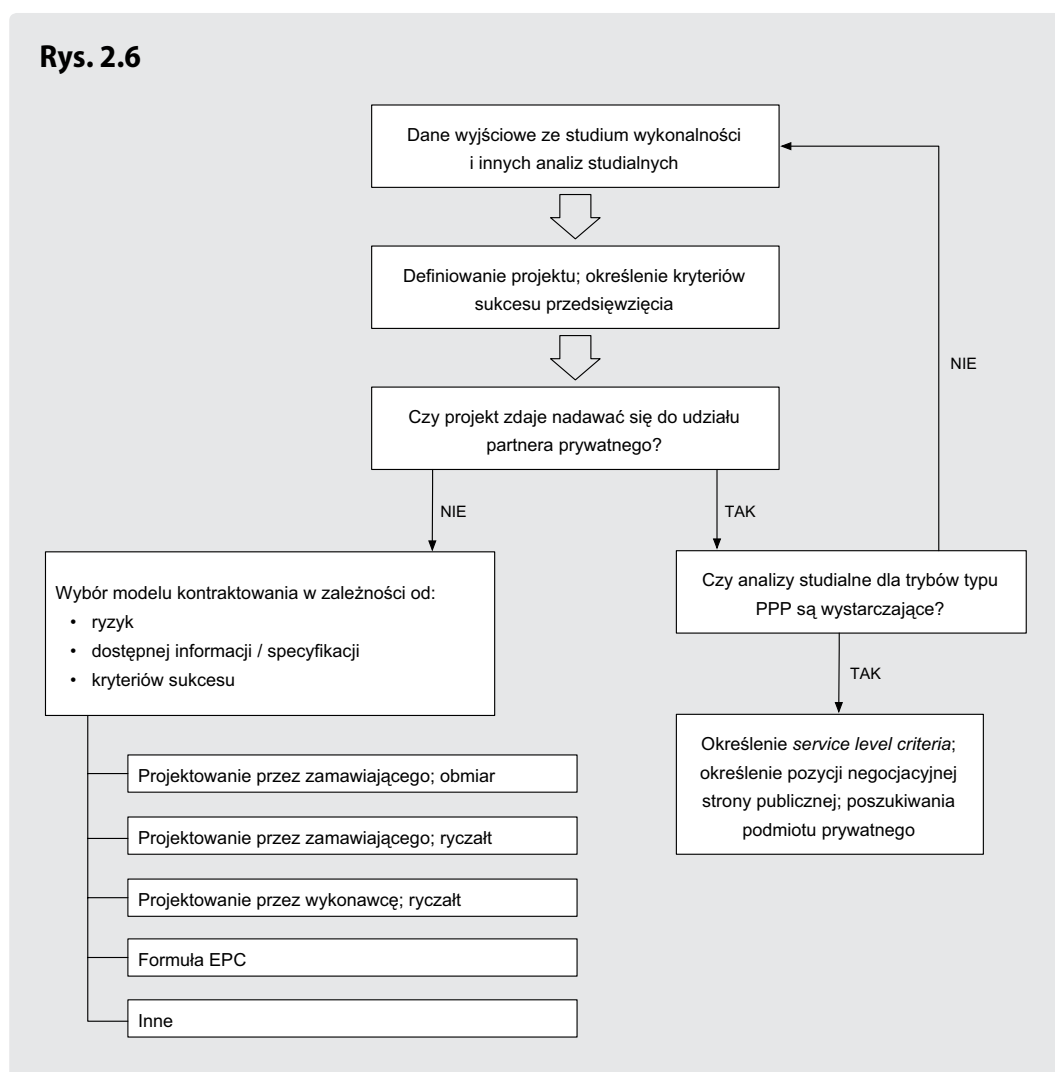 Rys. 2.6
Dane wyjściowe ze studium wykonalności
i innych analiz studialnych
Definiowanie projektu; określenie kryteriów
sukcesu przedsięwzięcia
NIE
Czy projekt zdaje nadawać się do udziału
partnera prywatnego?
NIE
TAK
Wybór modelu kontraktowania w zależności od:
• ryzyk
• dostępnej informacji / specyfikacji
• kryteriów sukcesu
Czy analizy studialne dla trybów typu
PPP są wystarczające?
TAK
Określenie service level criteria;
określenie pozycji negocjacyjnej
strony publicznej; poszukiwania
podmiotu prywatnego
Projektowanie przez zamawiającego; obmiar
Projektowanie przez zamawiającego; ryczałt
Projektowanie przez wykonawcę; ryczałt
Formuła EPC
Inne